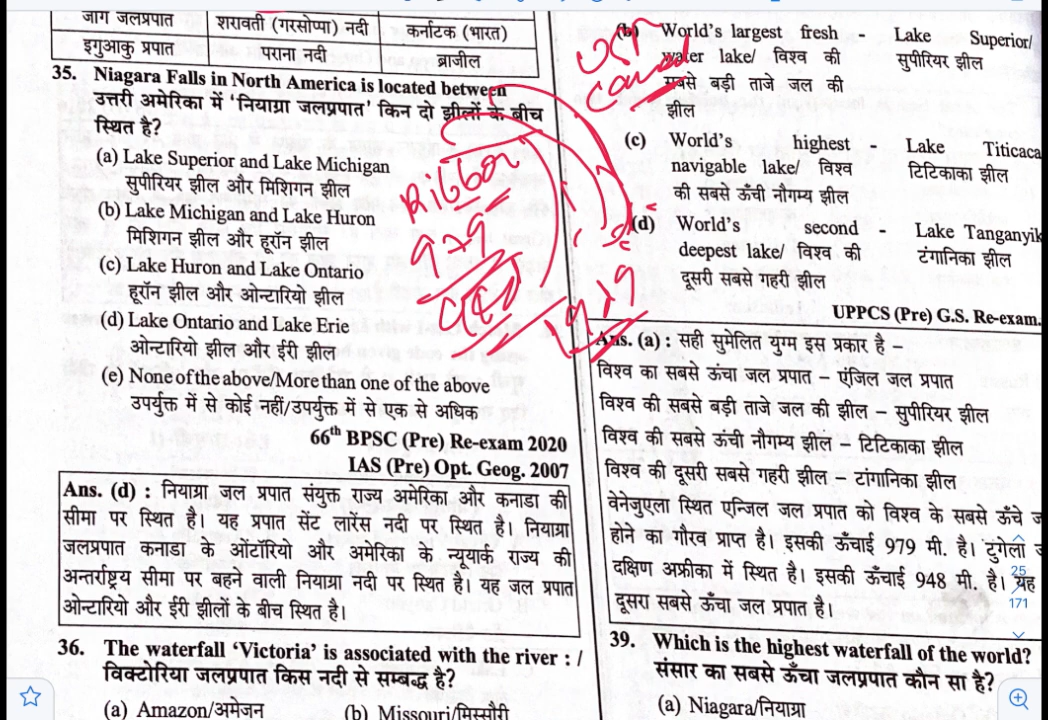 जोग जलप्रपात शरावती (गरसोप्पा) नदी कर्नाटक (भारत)
इगुआकु प्रपात पराना नदी ब्राजील
35. Niagara Falls in North America is located between
उत्तरी अमेरिका में ‘नियाग्रा जलप्रपात’ किन दो झीलों के बीच
स्थित है?
(a) Lake Superior and Lake Michigan
सुपीरियर झील और मिशिगन झील
(b) Lake Michigan and Lake Huron
मिशिगन झील और हूरॉन झील
(c) Lake Huron and Lake Ontario
हूरॉन झील और ओन्टारियो झील
(d) Lake Ontario and Lake Erie
ओन्टारियो झील और ईरी झील
(e) None of the above/More than one of the above
उपर्युक्त में से कोई नहीं/उपर्युक्त में से एक से अधिक
66th BPSC (Pre) Re-exam 2020
IAS (Pre) Opt. Geog. 2007
Ans. (d) : नियाग्रा जल प्रपात संयुक्त राज्य अमेरिका और कनाडा की
सीमा पर स्थित है। यह प्रपात सेंट लारेंस नदी पर स्थित है। नियाग्रा
जलप्रपात कनाडा के ओंटॉरियो और अमेरिका के न्यूयार्क राज्य की
अन्तर्राष्ट्रीय सीमा पर बहने वाली नियाग्रा नदी पर स्थित है। यह जल प्रपात
ओन्टारियो और ईरी झीलों के बीच स्थित है।
36. The waterfall ‘Victoria’ is associated with the river : /
विक्टोरिया जलप्रपात किस नदी से सम्बद्ध है?
(a) Amazon/अमेजन (b) Missouri/मिस्सौरी
Ribbon
979
(b) World’s largest fresh - Lake Superior/
water lake/ विश्व की सुपीरियर झील
सबसे बड़ी ताजे जल की
झील
(c) World’s highest - Lake Titicaca
navigable lake/ विश्व टिटिकाका झील
की सबसे ऊँची नौगम्य झील
(d) World’s second - Lake Tanganyik
deepest lake/ विश्व की टंगानिका झील
दूसरी सबसे गहरी झील
UPPCS (Pre) G.S. Re-exam.
Ans. (a) : सही सुमेलित युग्म इस प्रकार है –
विश्व का सबसे ऊंचा जल प्रपात – एंजिल जल प्रपात
विश्व की सबसे बड़ी ताजे जल की झील – सुपीरियर झील
विश्व की सबसे ऊंची नौगम्य झील – टिटिकाका झील
विश्व की दूसरी सबसे गहरी झील – टांगानिका झील
वेनेजुएला स्थित एन्जिल जल प्रपात को विश्व के सबसे ऊँचे
होने का गौरव प्राप्त है। इसकी ऊँचाई 979 मी. है। टुगेला
दक्षिण अफ्रीका में स्थित है। इसकी ऊँचाई 948 मी. है। यह
दूसरा सबसे ऊँचा जल प्रपात है।
25
171
39. Which is the highest waterfall of the world?
संसार का सबसे ऊँचा जलप्रपात कौन सा है?
(a) Niagara/नियाग्रा